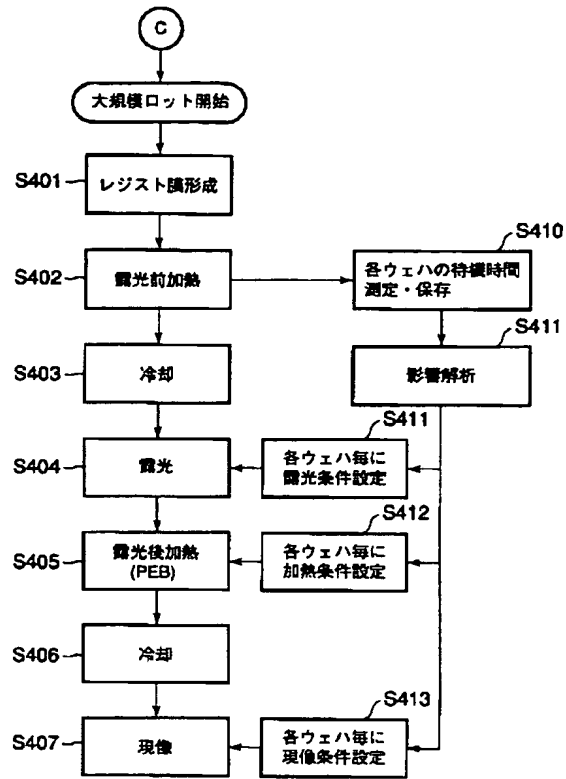 C
大規模ロット開始
S401
レジスト膜形成
S410
S402
露光前加熱
各ウェハの待機時間
測定・保存
S411
S403
冷却
影響解析
S411
S404
露光
各ウェハ毎に
露光条件設定
S412
S405
露光後加熱
(PEB)
各ウェハ毎に
加熱条件設定
S406
冷却
S413
S407
現像
各ウェハ毎に
現像条件設定